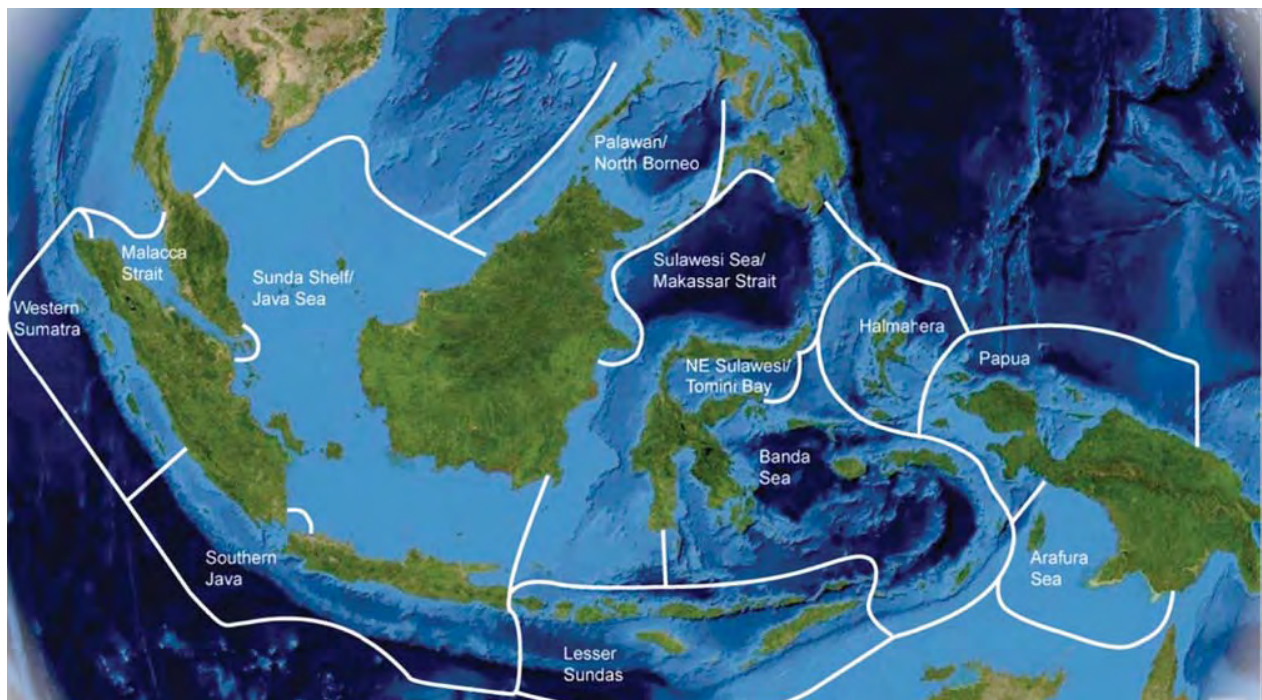 Palawan/
North Borneo
Malacca
Strait
Sunda Shelf/
Java Sea
Sulawesi Sea/
Makassar Strait
Western
Sumatra
Halmahera
Papua
NE Sulawesi/
Tomini Bay
Banda
Sea
Southern
Java
Arafura
Sea
Lesser
Sundas